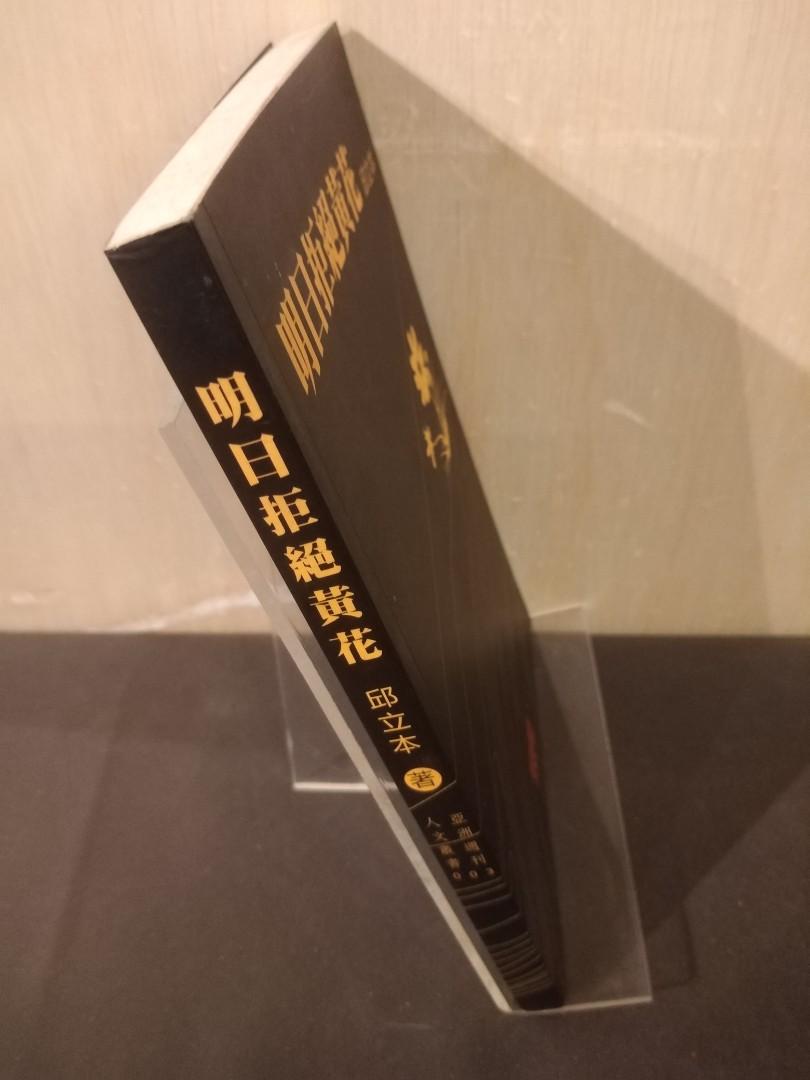 明日拒絕黃花
邱立本
著
亞洲週刊
人文叢書003
明日拒絕黃花